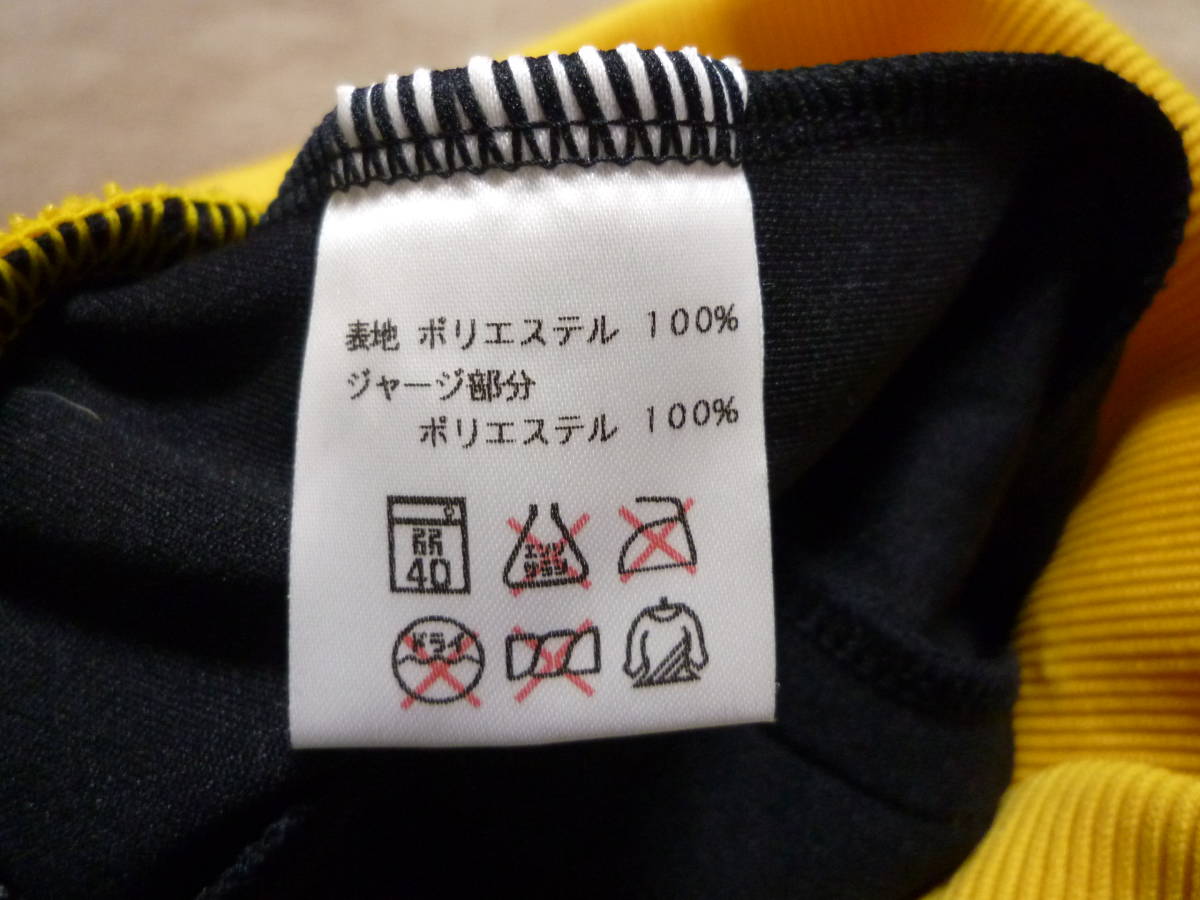 表地 ポリエステル 100%
ジャージ部分
ポリエステル 100%
弱
40
エンソ
サラシ
ドライ